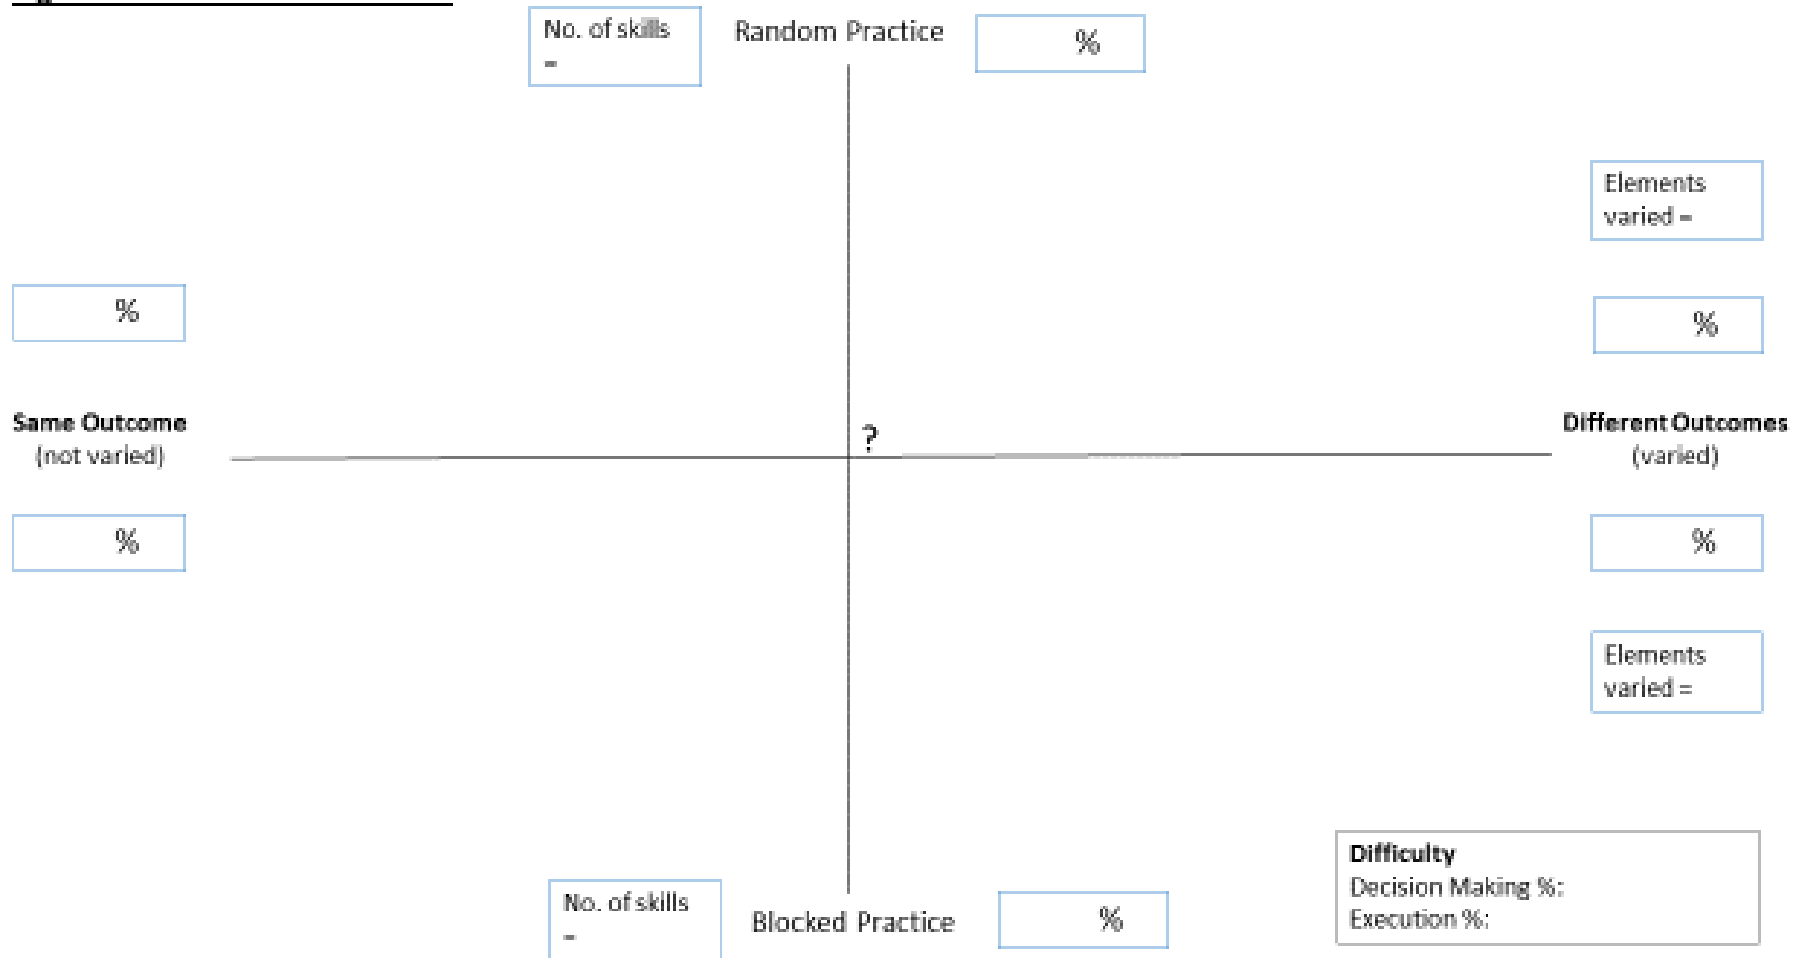 No. of skills
=
Random Practice
%
Elements
varied =
%
%
Same Outcome
(not varied)
?
Different Outcomes
(varied)
%
%
Elements
varied =
Difficulty
Decision Making %:
Execution %:
No. of skills
=
Blocked Practice
%